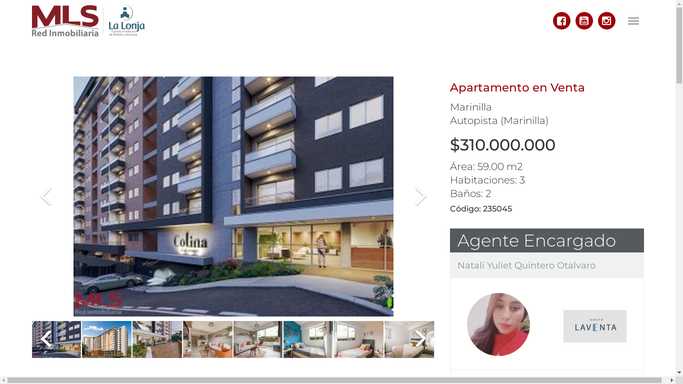 MLS
Red Inmobiliaria
La Lonja
Apartamento en Venta
Marinilla
Autopista (Marinilla)
$310.000.000
Área: 59.00 m2
Habitaciones: 3
Baños: 2
Código: 235045
Colina
MLS
Red Inmobiliaria
Agente Encargado
Natali Yuliet Quintero Otalvaro
LAVENTA